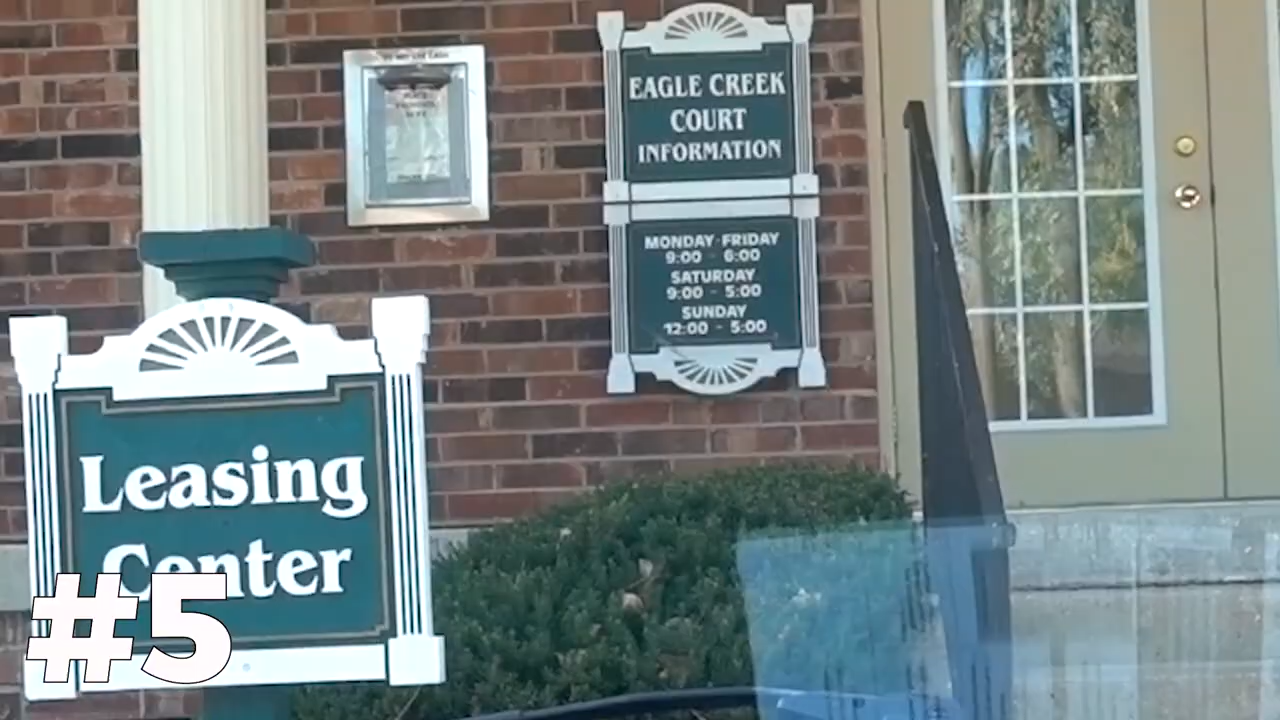 EAGLE CREEK
COURT
INFORMATION
MONDAY-FRIDAY
9:00 - 6:00
SATURDAY
9:00 - 5:00
SUNDAY
12:00 - 5:00
Leasing
Center
#5